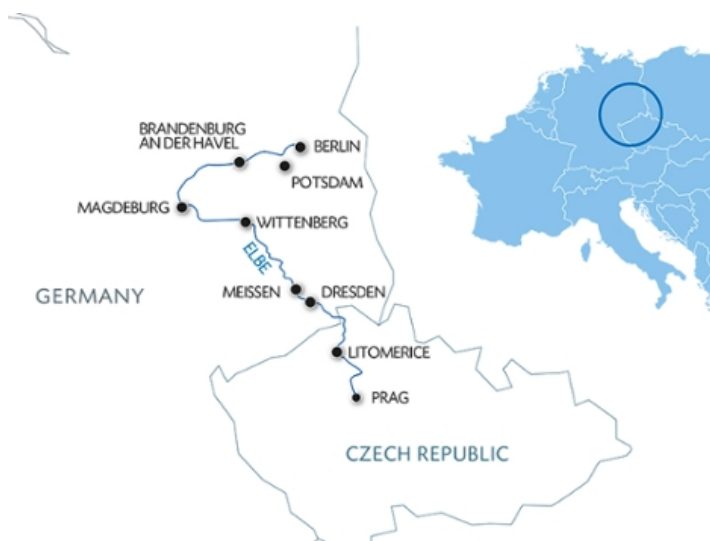 BRANDENBURG
AN DER HAVEL
BERLIN
POTSDAM
MAGDEBURG
WITTENBERG
ELBE
MEISSEN
DRESDEN
GERMANY
LITOMERICE
PRAG
CZECH REPUBLIC